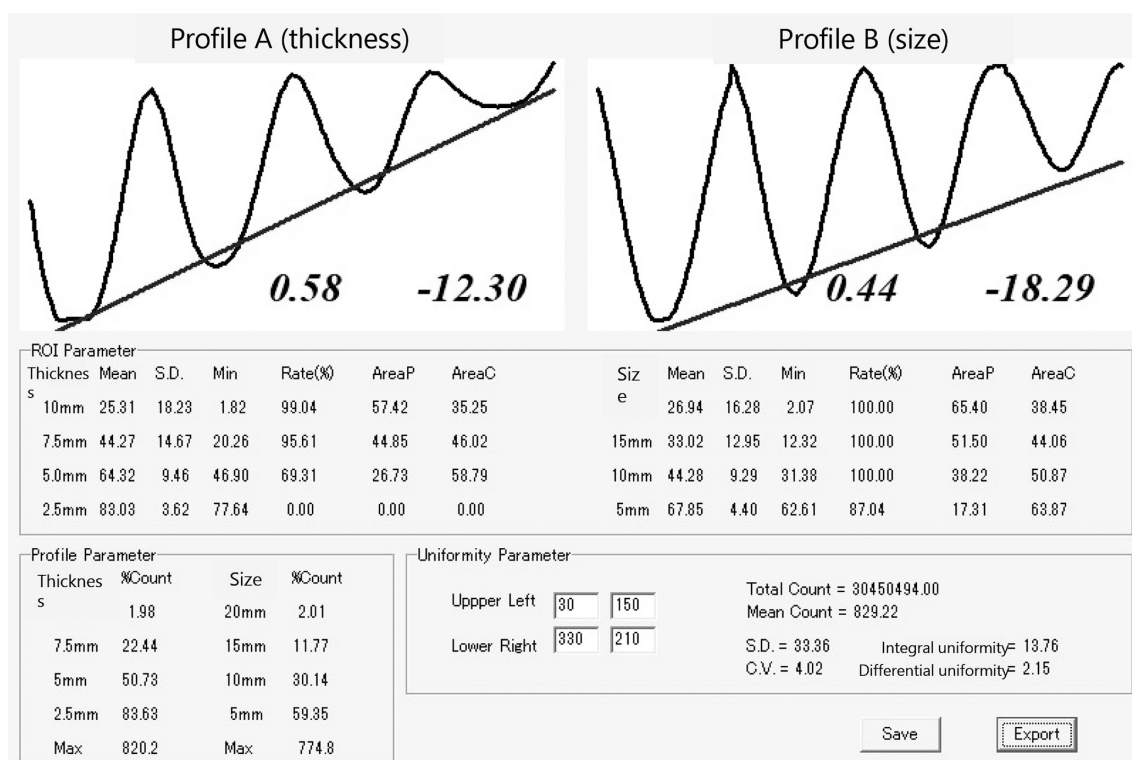 Profile A (thickness) Profile B (size)
0.58 -12.30 0.44 -18.29
ROI Parameter
Thicknes Mean S.D. Min Rate(%) AreaP AreaC Siz Mean S.D. Min Rate(%) AreaP AreaC
s e
10mm 25.31 18.23 1.82 99.04 57.42 35.25 26.94 16.28 2.07 100.00 65.40 38.45
7.5mm 44.27 14.67 20.26 95.61 44.85 46.02 15mm 33.02 12.95 12.32 100.00 51.50 44.06
5.0mm 64.32 9.46 46.90 69.31 26.73 58.79 10mm 44.28 9.29 31.38 100.00 38.22 50.87
2.5mm 83.03 3.62 77.64 0.00 0.00 0.00 5mm 67.85 4.40 62.61 87.04 17.31 63.87
Profile Parameter
Thicknes %Count Size %Count
s
1.98 20mm 2.01
7.5mm 22.44 15mm 11.77
5mm 50.73 10mm 30.14
2.5mm 83.63 5mm 59.35
Max 820.2 Max 774.8
Uniformity Parameter
Uppper Left 30 150
Lower Right 330 210
Total Count = 30450494.00
Mean Count = 829.22
S.D. = 33.36 Integral uniformity= 13.76
C.V. = 4.02 Differential uniformity= 2.15
Save Export